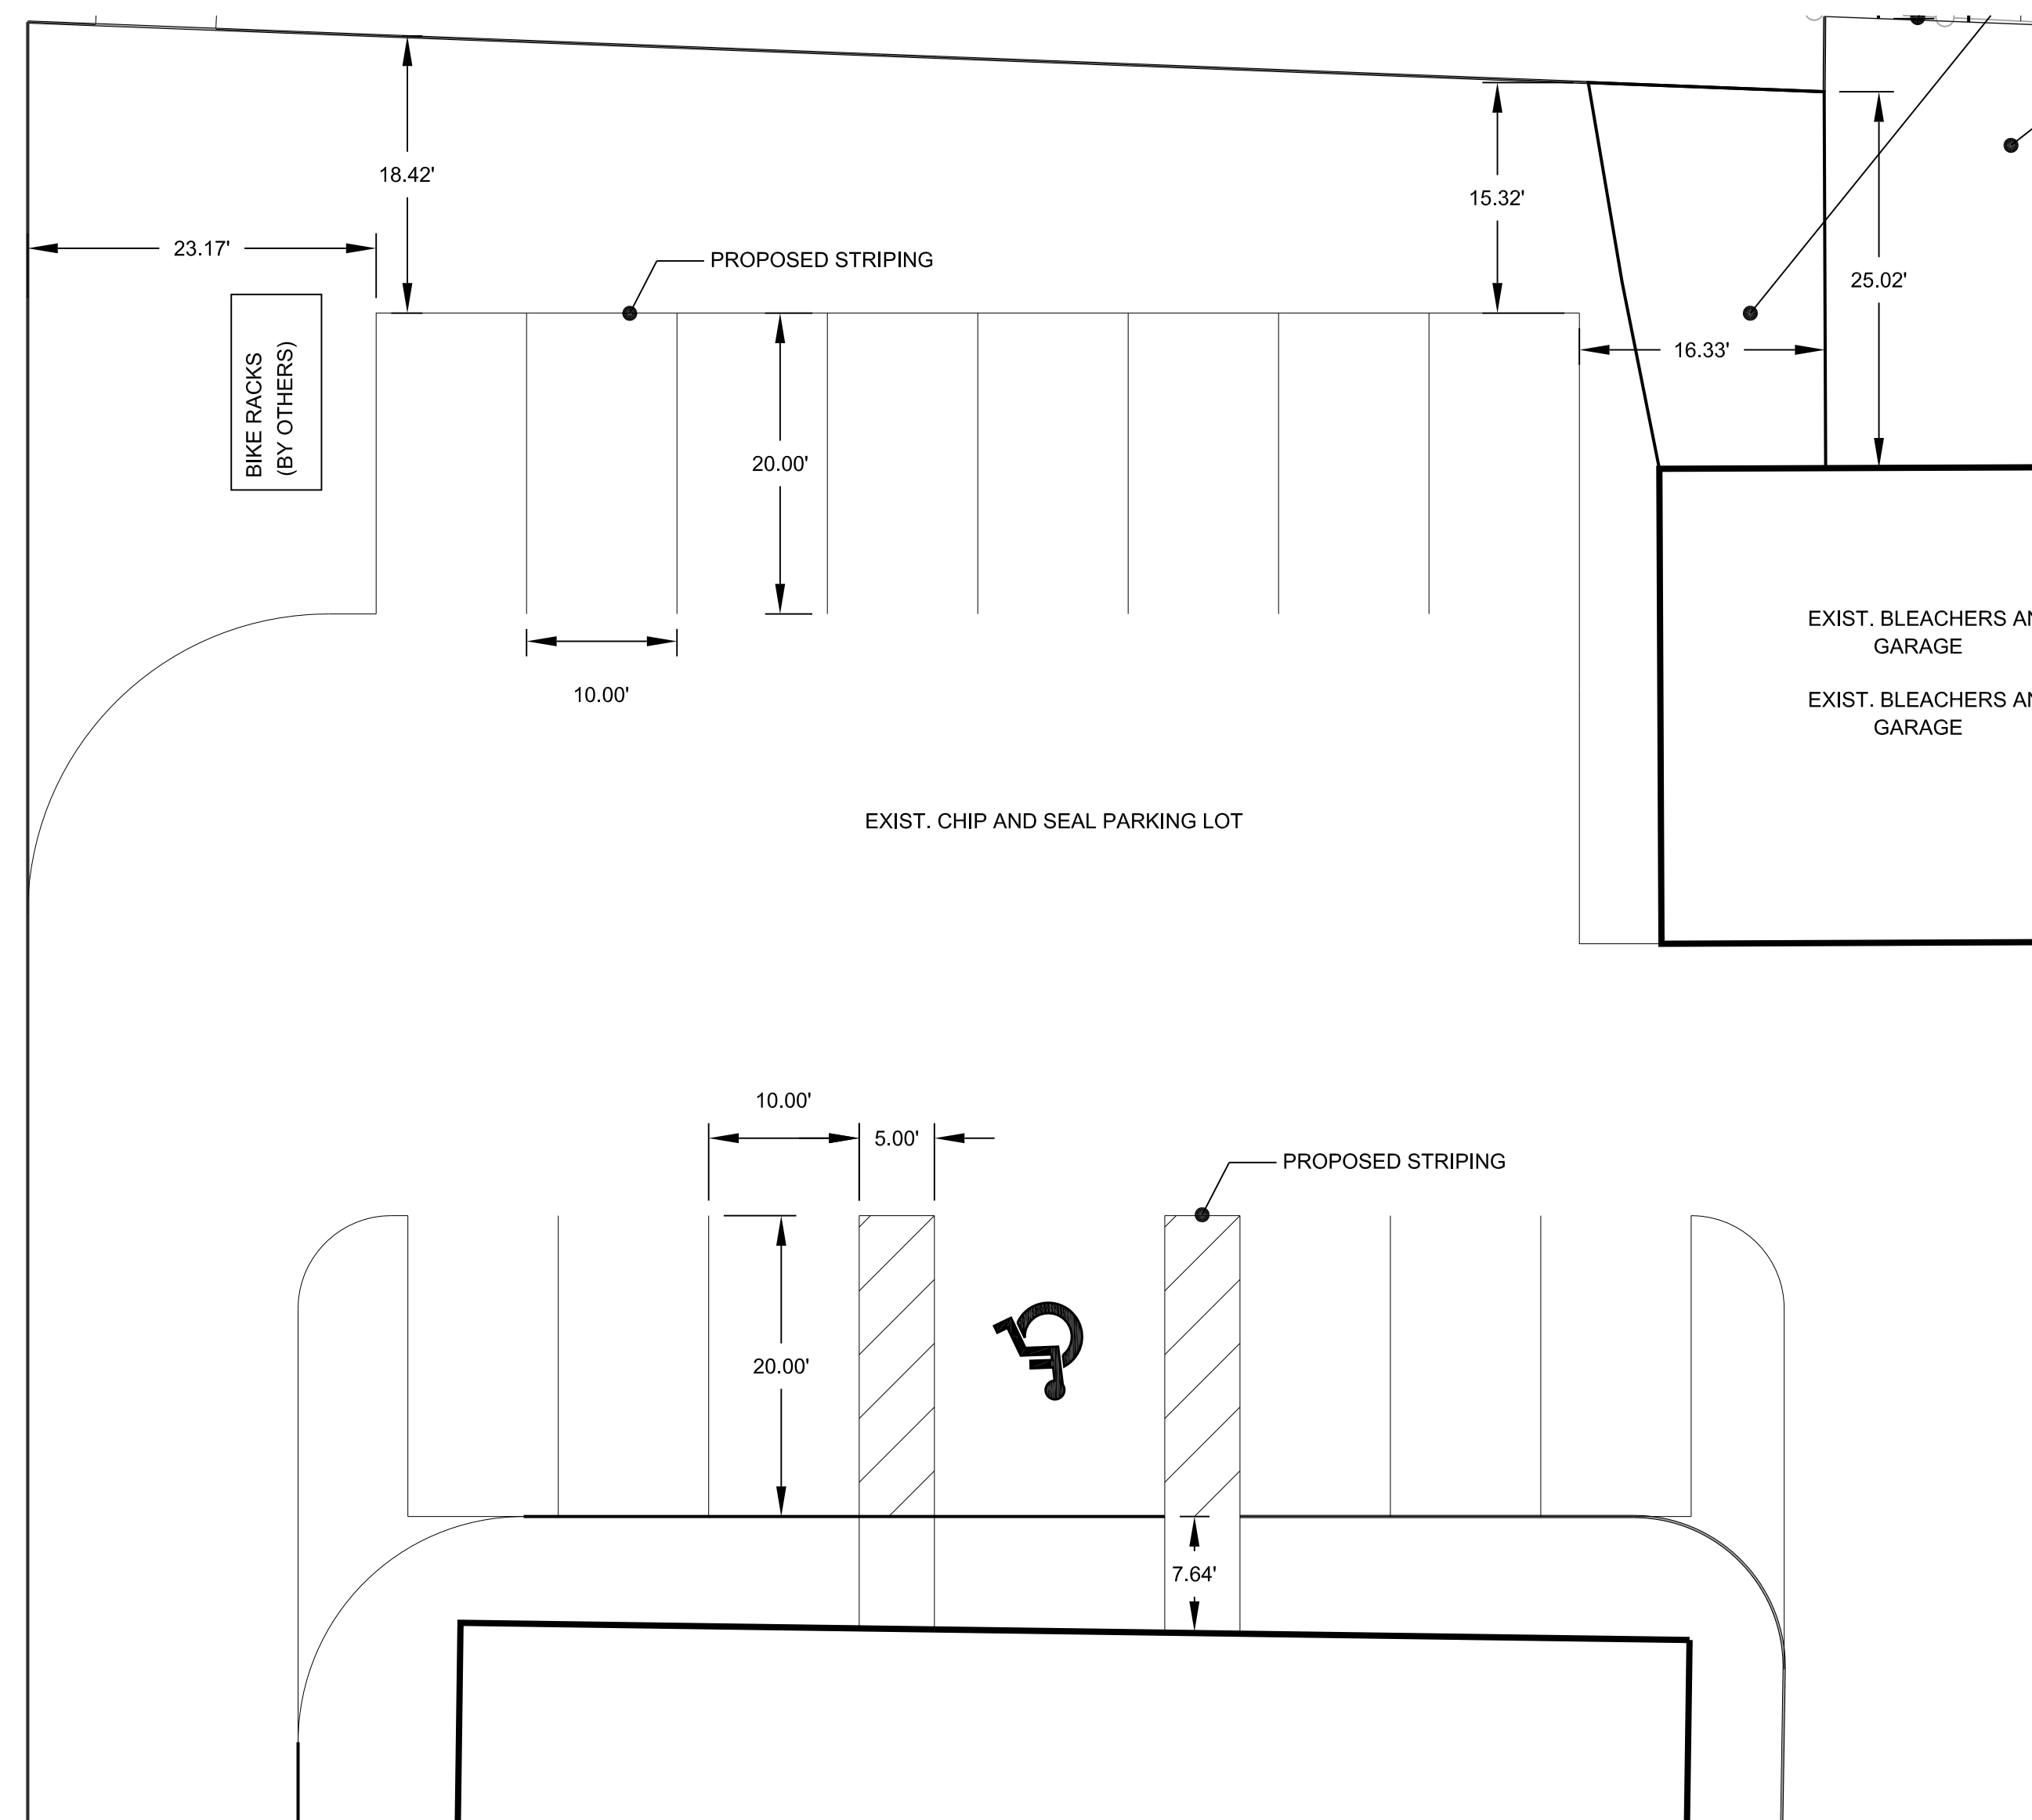 18.42'
15.32'
23.17'
PROPOSED STRIPING
25.02'
16.33'
BIKE RACKS
(BY OTHERS)
20.00'
EXIST. BLEACHERS
GARAGE
10.00'
EXIST. BLEACHERS
GARAGE
EXIST. CHIP AND SEAL PARKING LOT
10.00'
5.00'
PROPOSED STRIPING
20.00'
7.64'